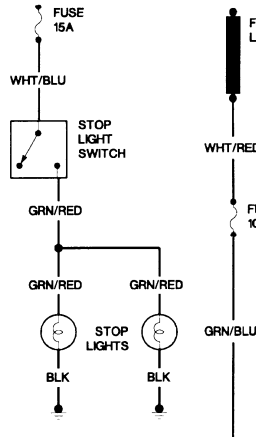 FUSE
15A
WHT/BLU
STOP
LIGHT
SWITCH
GRN/RED
GRN/RED
GRN/RED
STOP
LIGHTS
BLK
BLK
WHT/RED
10
GRN/BLU